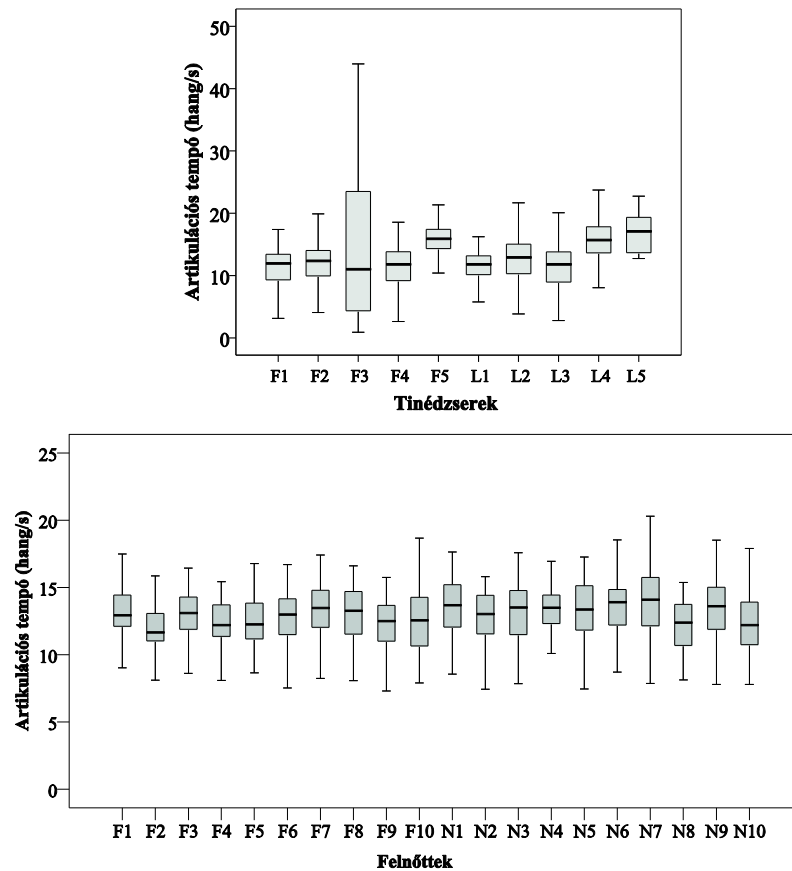 Artikulációs tempó (hang/s)
50
40
30
20
10
0
F1 F2 F3 F4 F5 L1 L2 L3 L4 L5
Tinédzserek
Artikulációs tempó (hang/s)
25
20
15
10
5
0
F1 F2 F3 F4 F5 F6 F7 F8 F9 F10 N1 N2 N3 N4 N5 N6 N7 N8 N9 N10
Felnőttek